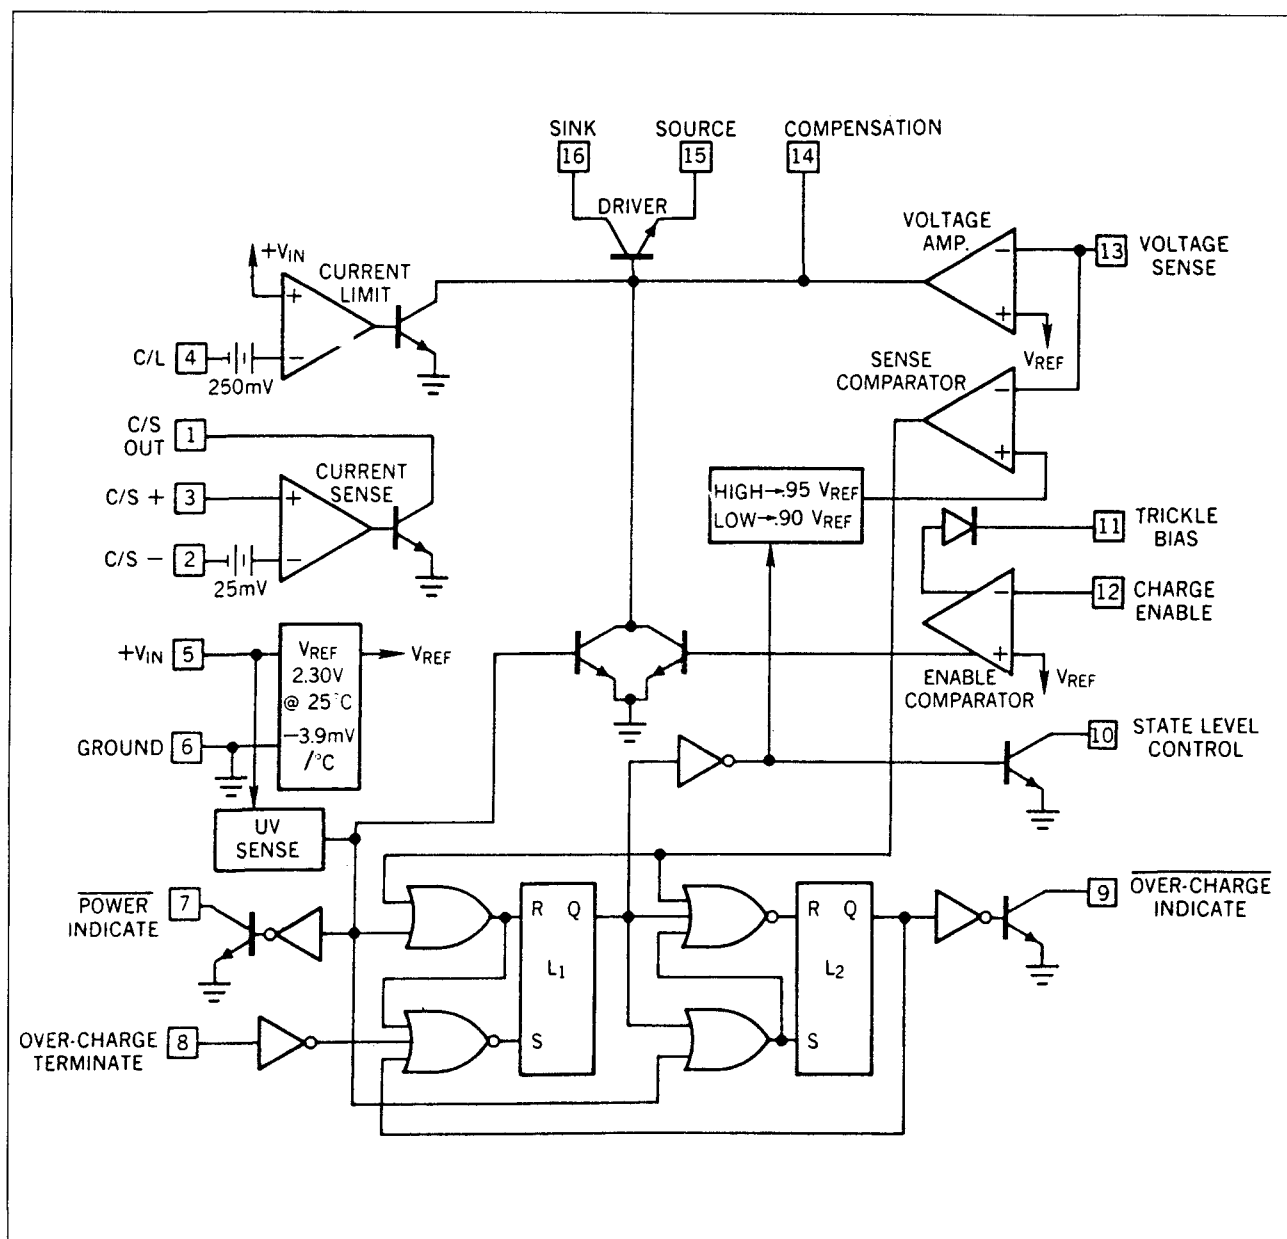 SINK
SOURCE
COMPENSATION
16
15
14
DRIVER
VOLTAGE
AMP.
−
+
13
VOLTAGE
SENSE
VREF
+VIN
CURRENT
LIMIT
+
−
C/L
4
250mV
SENSE
COMPARATOR
−
+
C/S
OUT
1
CURRENT
SENSE
C/S +
3
+
C/S −
2
−
25mV
HIGH→.95 VREF
LOW→.90 VREF
11
TRICKLE
BIAS
12
CHARGE
ENABLE
−
+
VREF
ENABLE
COMPARATOR
+VIN
5
VREF
2.30V
@ 25°C
−3.9mV
/°C
VREF
GROUND
6
10
STATE LEVEL
CONTROL
UV
SENSE
POWER
INDICATE
7
R
Q
L1
S
R
Q
L2
S
9
OVER-CHARGE
INDICATE
OVER-CHARGE
TERMINATE
8